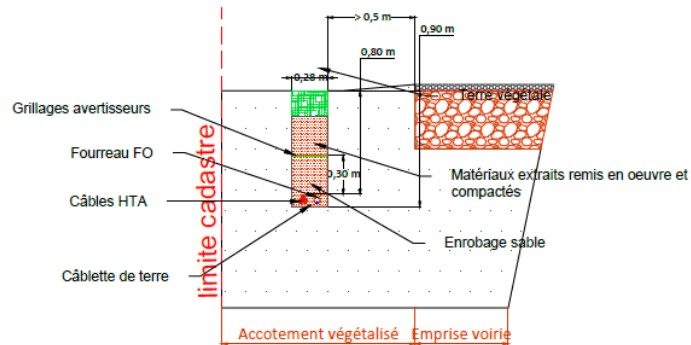 > 0,5 m
0,90 m
0,80 m
0,28 m
Terre végétale
Grillages avertisseurs
Fourreau FO
0,30 m
Matériaux extraits remis en oeuvre et
compactés
Câbles HTA
Enrobage sable
Câblette de terre
limite cadastre
Accotement végétalisé
Emprise voirie